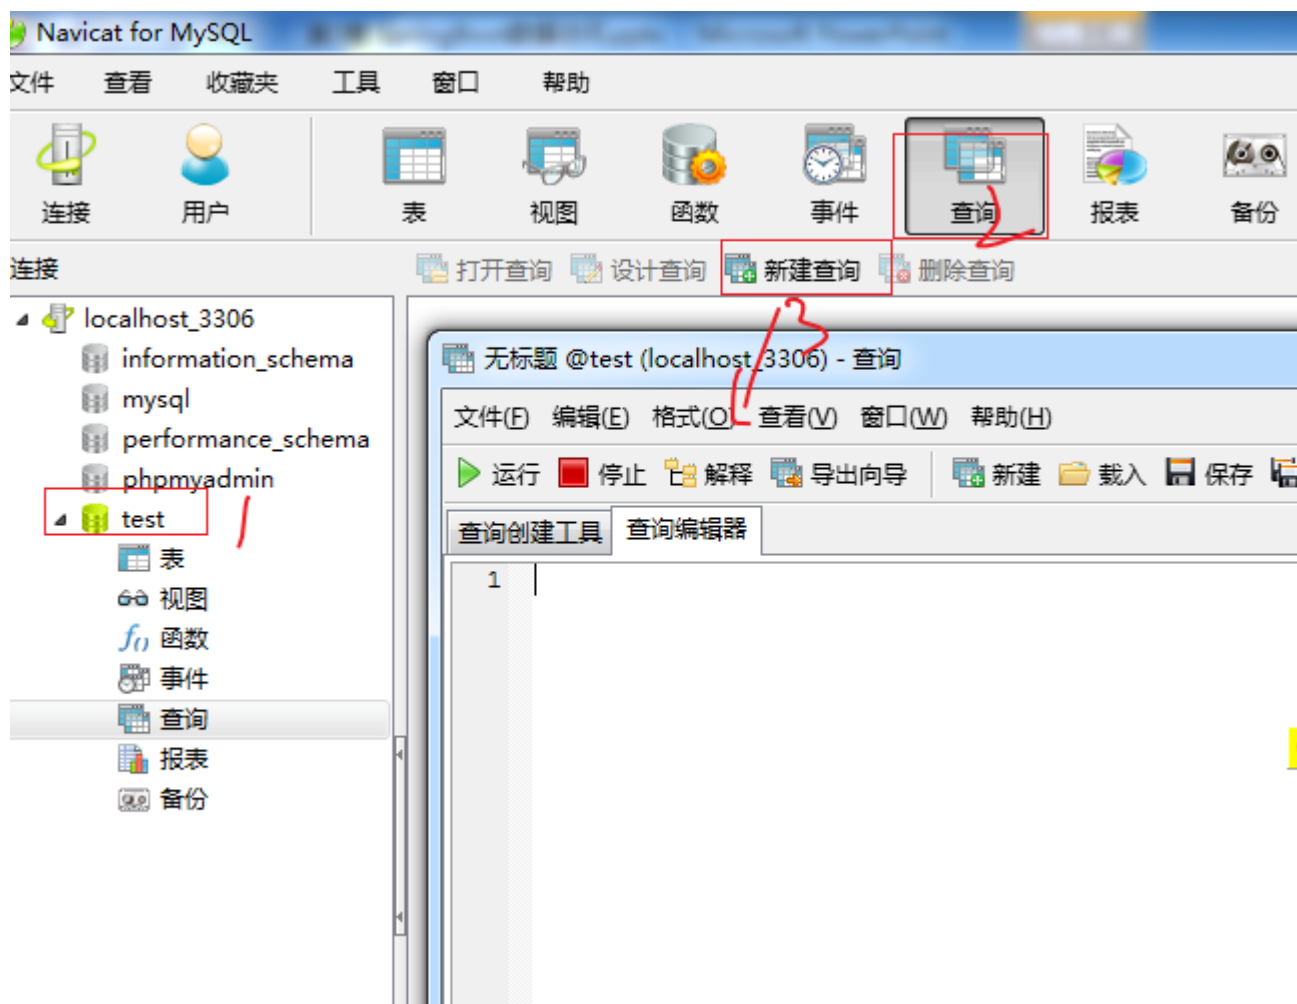 Navicat for MySQL
文件 查看 收藏夹 工具 窗口 帮助
连接 用户 表 视图 函数 事件 查询 报表 备份
2
连接 打开查询 设计查询 新建查询 删除查询
3
localhost_3306
information_schema
mysql
performance_schema
phpmyadmin
test
1
表
视图
函数
事件
查询
报表
备份
无标题 @test (localhost_3306) - 查询
文件(F) 编辑(E) 格式(O) 查看(V) 窗口(W) 帮助(H)
运行 停止 解释 导出向导 新建 载入 保存
查询创建工具 查询编辑器
1